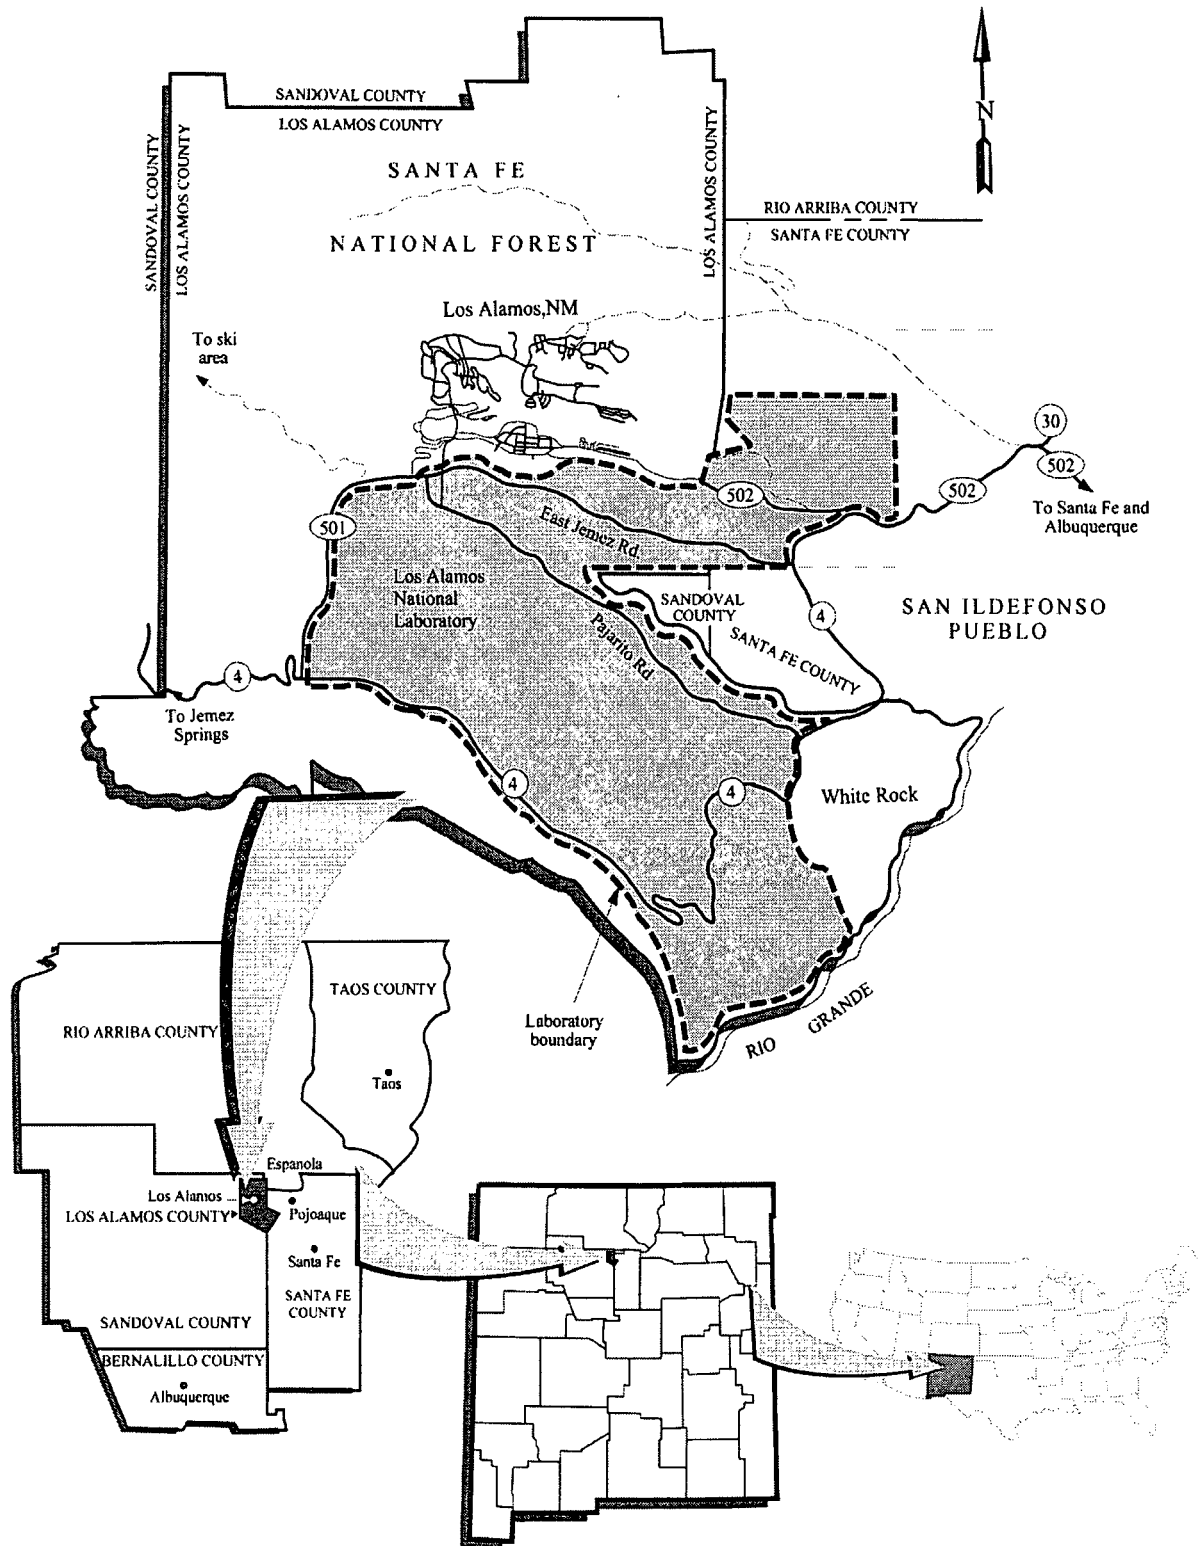 SANDOVAL COUNTY
LOS ALAMOS COUNTY
N
SANDOVAL COUNTY
LOS ALAMOS COUNTY
SANTA FE
NATIONAL FOREST
LOS ALAMOS COUNTY
RIO ARRIBA COUNTY
SANTA FE COUNTY
Los Alamos, NM
To ski
area
30
502
502
502
To Santa Fe and
Albuquerque
501
East Jemez Rd.
Los Alamos
National
Laboratory
SANDOVAL
COUNTY
SANTA FE COUNTY
4
SAN ILDEFONSO
PUEBLO
Pajarito Rd
4
To Jemez
Springs
4
4
White Rock
Laboratory
boundary
RIO GRANDE
RIO ARRIBA COUNTY
TAOS COUNTY
Taos
Espanola
Los Alamos
LOS ALAMOS COUNTY
Pojoaque
Santa Fe
SANTA FE
COUNTY
SANDOVAL COUNTY
BERNALILLO COUNTY
Albuquerque